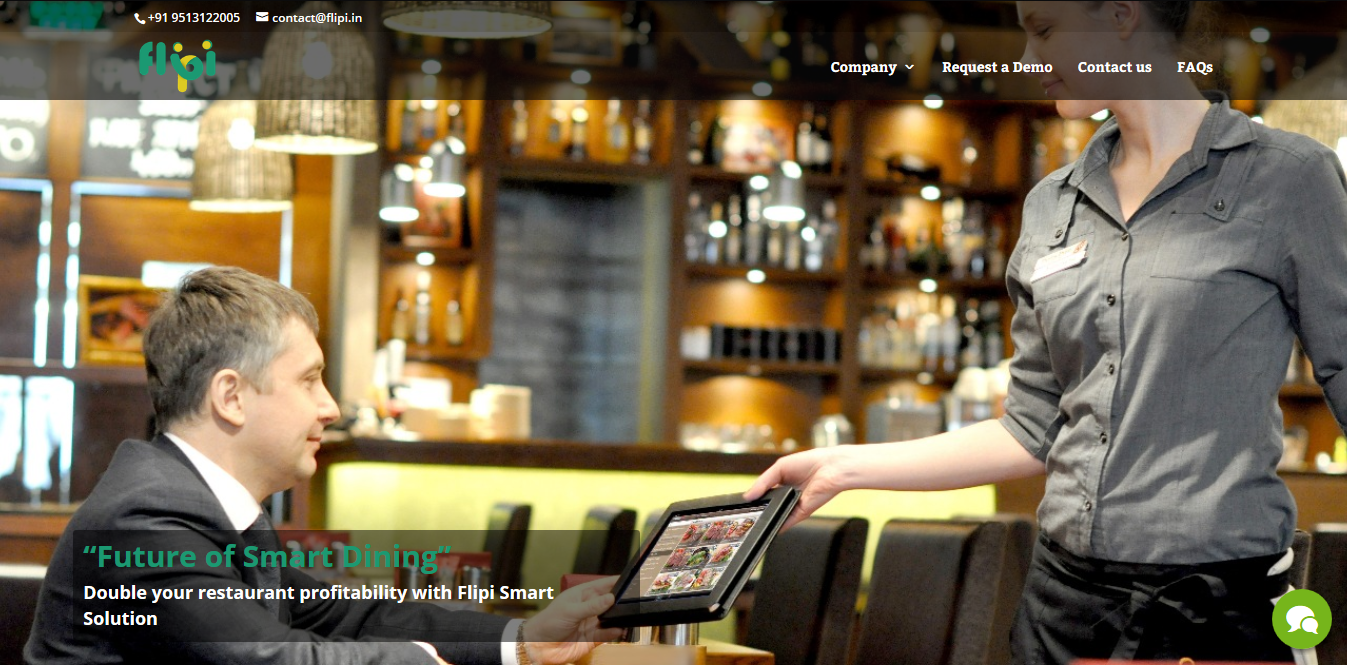 +91 9513122005 contact@flipi.in
flipi
Company Request a Demo Contact us FAQs
“Future of Smart Dining”
Double your restaurant profitability with Flipi Smart
Solution